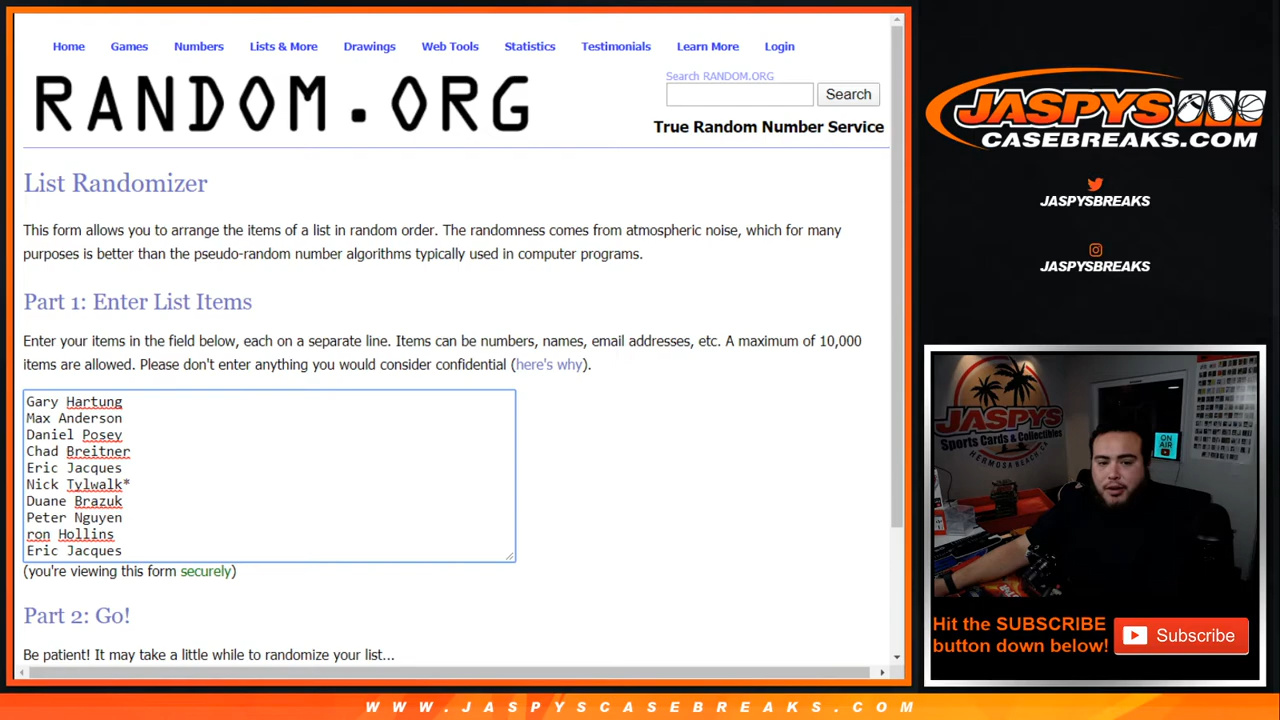 Home Games Numbers Lists & More Drawings Web Tools Statistics Testimonials Learn More Login
RANDOM.ORG
Search RANDOM.ORG
Search
True Random Number Service
List Randomizer
This form allows you to arrange the items of a list in random order. The randomness comes from atmospheric noise, which for many
purposes is better than the pseudo-random number algorithms typically used in computer programs.
Part 1: Enter List Items
Enter your items in the field below, each on a separate line. Items can be numbers, names, email addresses, etc. A maximum of 10,000
items are allowed. Please don't enter anything you would consider confidential (here's why).
Gary Hartung
Max Anderson
Daniel Posey
Chad Breitner
Eric Jacques
Nick Tylwalk*
Duane Brazuk
Peter Nguyen
ron Hollins
Eric Jacques
(you're viewing this form securely)
Part 2: Go!
Be patient! It may take a little while to randomize your list...
JASPYS
CASEBREAKS.COM
JASPYSBREAKS
JASPYSBREAKS
JASPYS
Sports Cards & Collectibles
HERMOSA BEACH, CA
ON
AIR
Hit the SUBSCRIBE
button down below!
Subscribe
WWW.JASPYSCASEBREAKS.COM